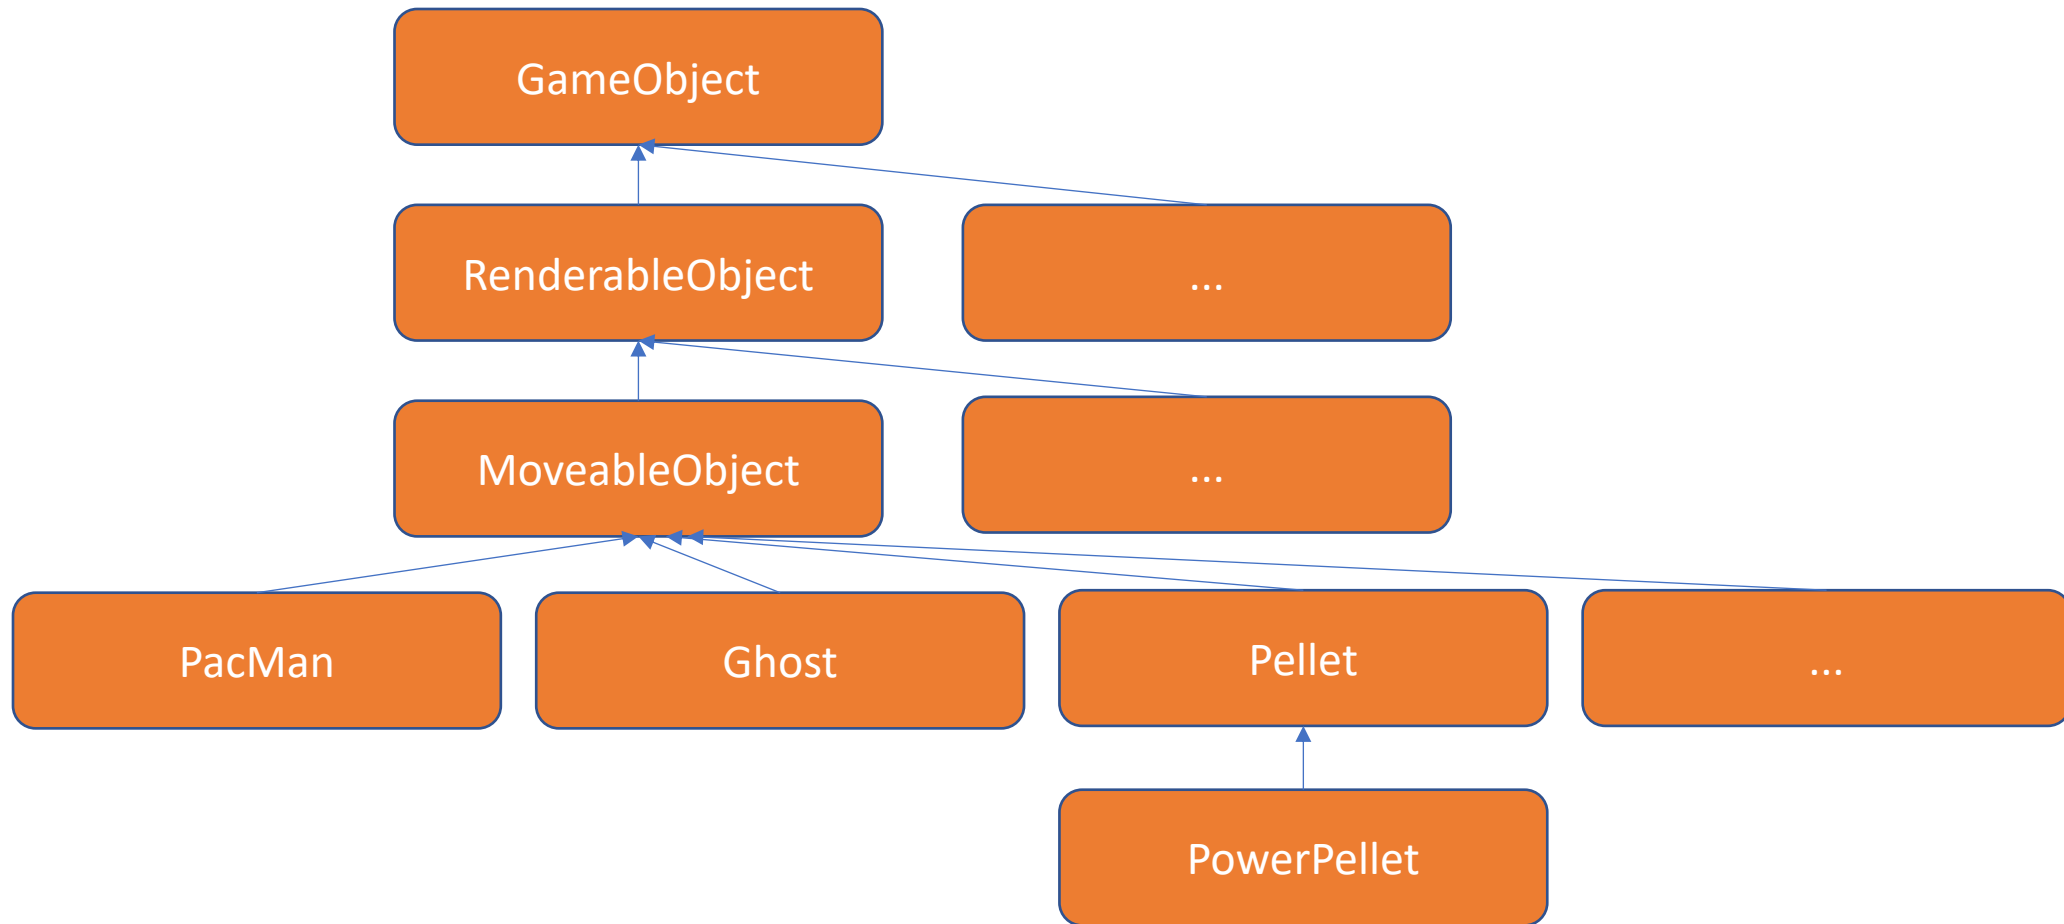 GameObject
RenderableObject
...
MoveableObject
...
PacMan
Ghost
Pellet
...
PowerPellet